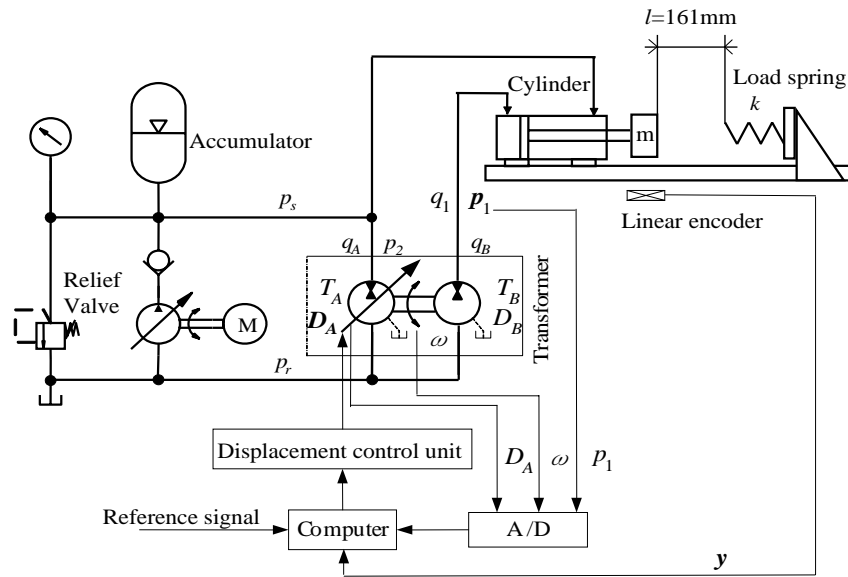 l=161mm
Cylinder
Load spring
k
m
Accumulator
p_s
q_1 p_1
Linear encoder
q_A p_2 q_B
Relief
Valve
T_A T_B
D_A D_B
ω
M
Transformer
p_r
Displacement control unit
D_A ω p_1
Reference signal
Computer
A/D
y